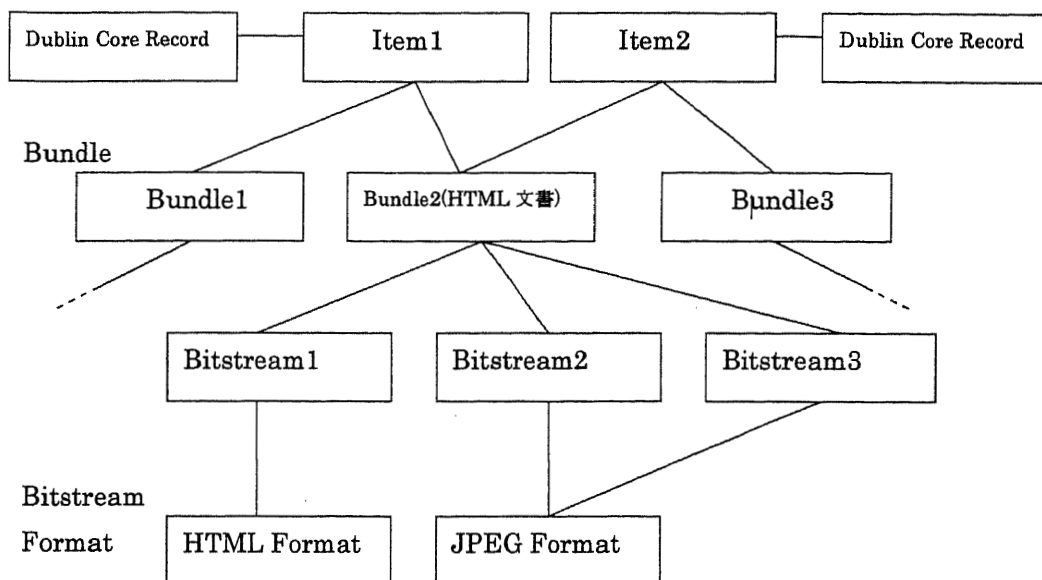 Dublin Core Record
Item1
Item2
Dublin Core Record
Bundle
Bundle1
Bundle2(HTML 文書)
Bundle3
Bitstream1
Bitstream2
Bitstream3
Bitstream
Format
HTML Format
JPEG Format